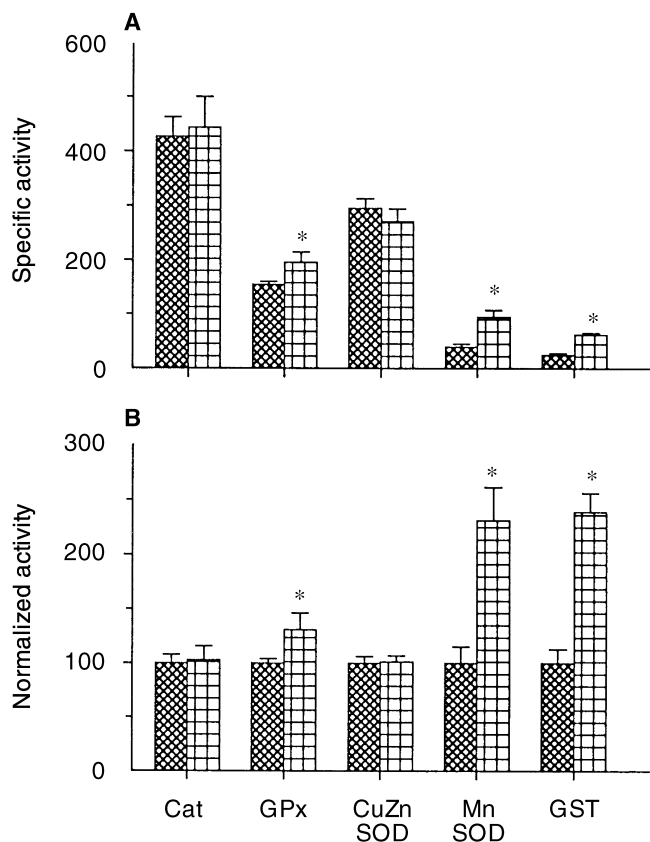 A
600
400
200
0
Specific activity
*
*
*
B
300
200
100
0
Normalized activity
*
*
*
Cat
GPx
CuZn
SOD
Mn
SOD
GST